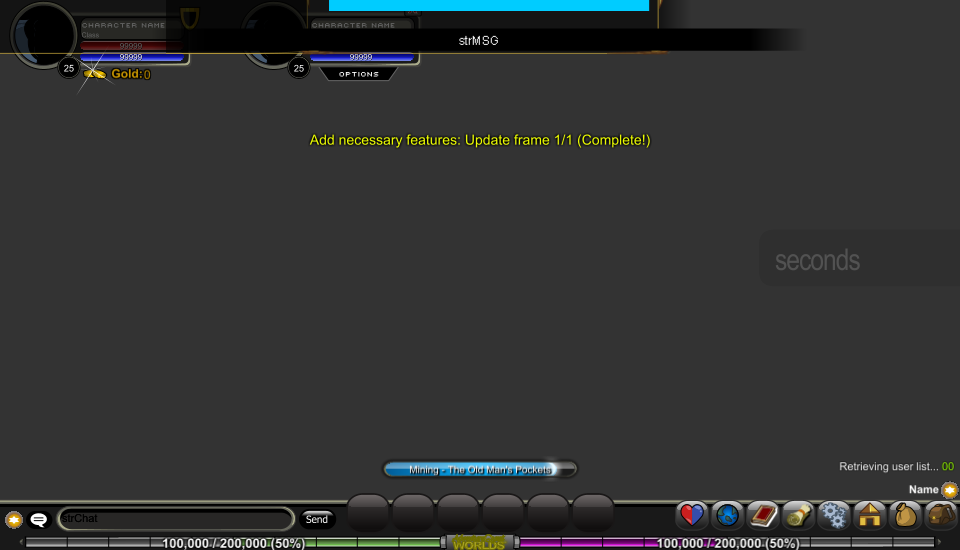 CHARACTER NAME
Class
99999
99999
25
Gold:0
CHARACTER NAME
99999
25
OPTIONS
strMSG
Add necessary features: Update frame 1/1 (Complete!)
seconds
Mining - The Old Man's Pockets
Retrieving user list... 00
Name
strChat
Send
100,000 / 200,000 (50%)
WORLDS
100,000 / 200,000 (50%)